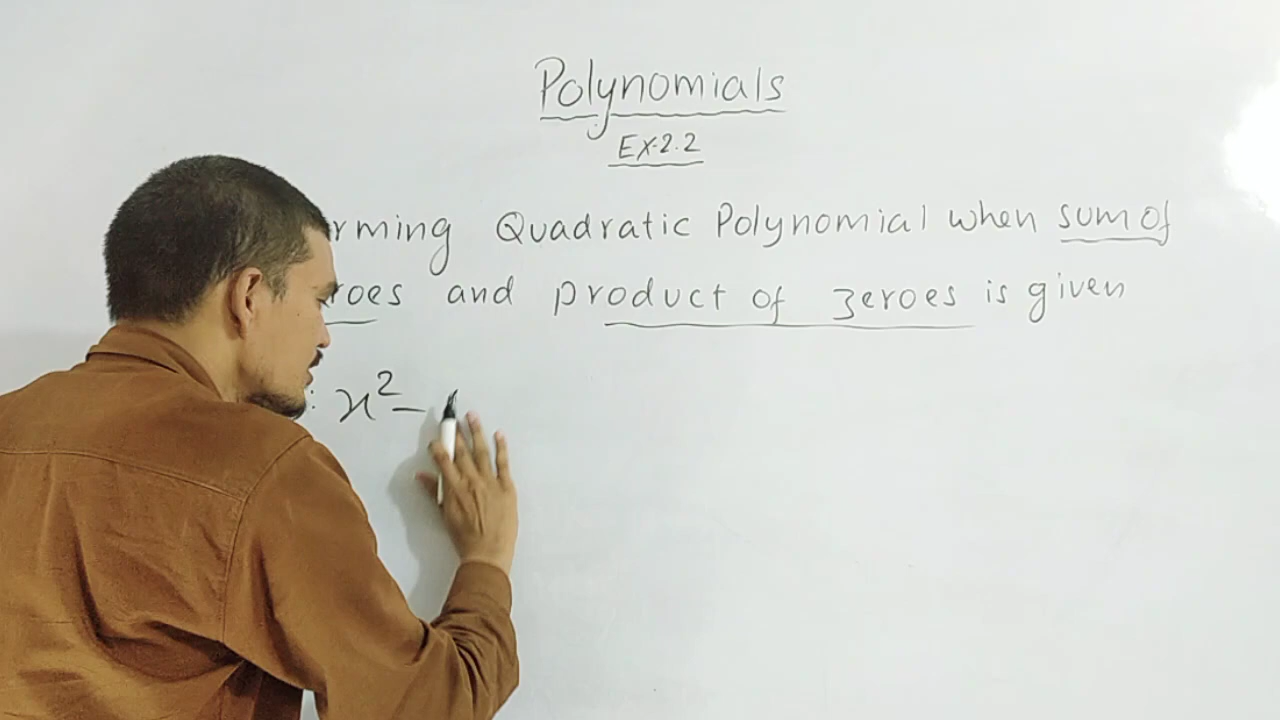 Polynomials
Ex-2.2
rming Quadratic Polynomial when sum of
roes and product of zeroes is given
: x² -